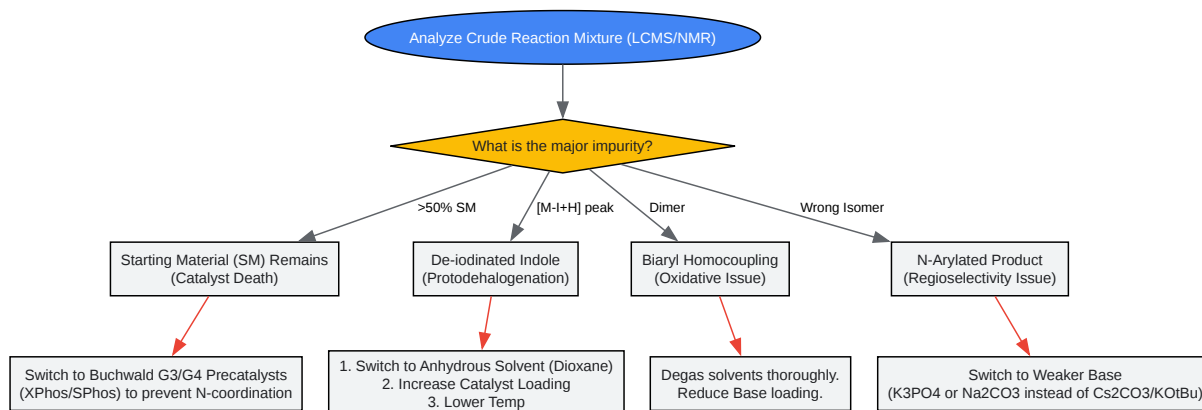 Analyze Crude Reaction Mixture (LCMS/NMR)
What is the major impurity?
>50% SM
[M-I+H] peak
Dimer
Wrong Isomer
Starting Material (SM) Remains
(Catalyst Death)
De-iodinated Indole
(Protodehalogenation)
Biaryl Homocoupling
(Oxidative Issue)
N-Arylated Product
(Regioselectivity Issue)
Switch to Buchwald G3/G4 Precatalysts
(XPhos/SPhos) to prevent N-coordination
1. Switch to Anhydrous Solvent (Dioxane)
2. Increase Catalyst Loading
3. Lower Temp
Degas solvents thoroughly.
Reduce Base loading.
Switch to Weaker Base
(K3PO4 or Na2CO3 instead of Cs2CO3/KOtBu)